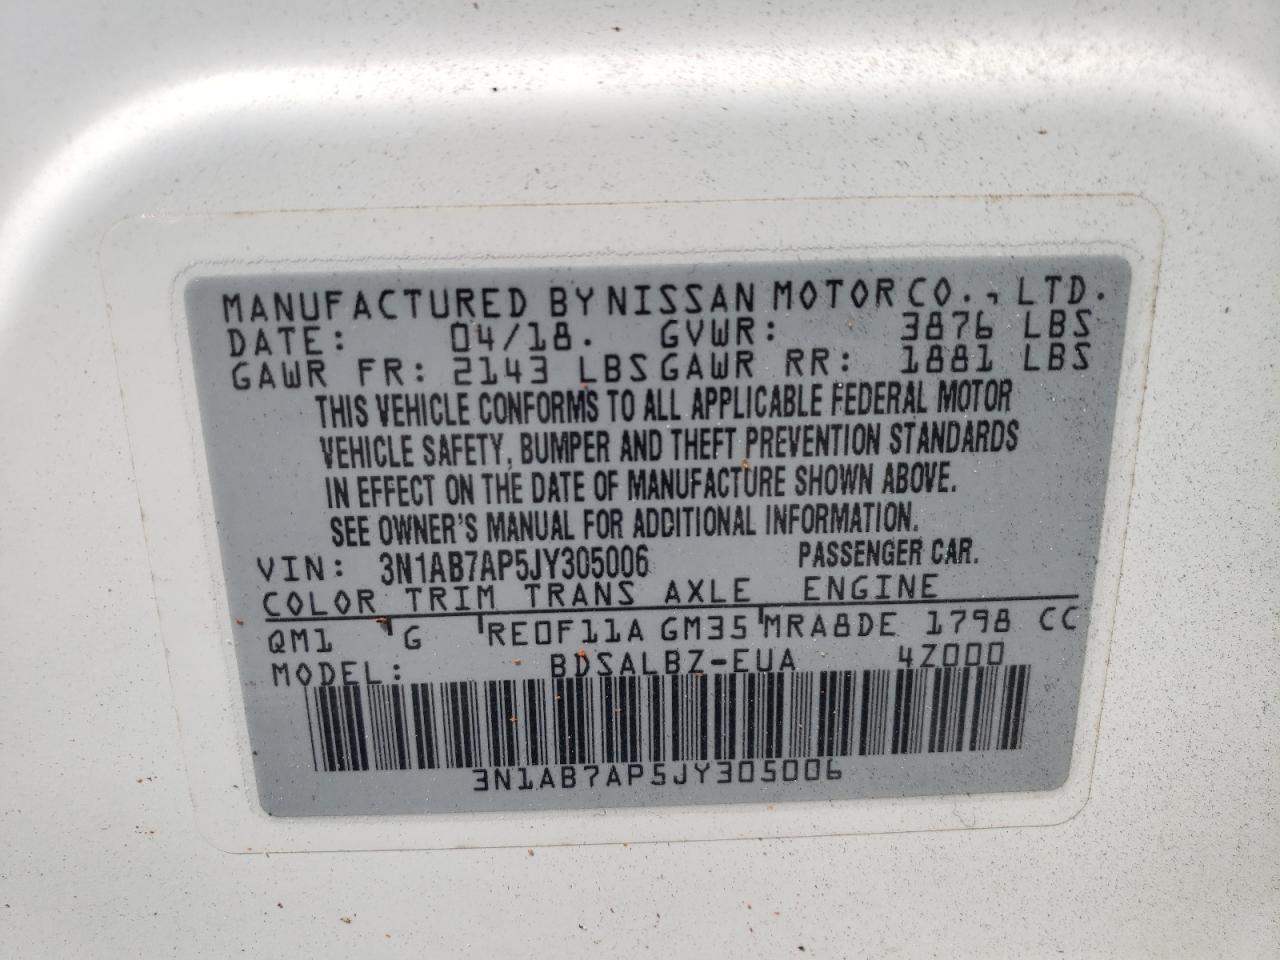 MANUFACTURED BY NISSAN MOTOR CO., LTD.
DATE: 04/18. GVWR: 3876 LBS
GAWR FR: 2143 LBS GAWR RR: 1881 LBS
THIS VEHICLE CONFORMS TO ALL APPLICABLE FEDERAL MOTOR
VEHICLE SAFETY, BUMPER AND THEFT PREVENTION STANDARDS
IN EFFECT ON THE DATE OF MANUFACTURE SHOWN ABOVE.
SEE OWNER'S MANUAL FOR ADDITIONAL INFORMATION.
VIN: 3N1AB7AP5JY305006 PASSENGER CAR.
COLOR TRIM TRANS AXLE ENGINE
QM1 G RE0F11A GM35 MRA8DE 1798 CC
MODEL: BDSALBZ-EUA 4Z000
3N1AB7AP5JY305006